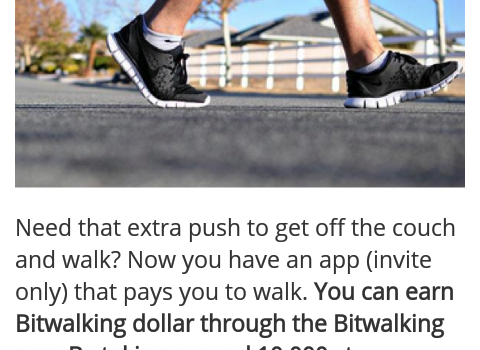 Need that extra push to get off the couch
and walk? Now you have an app (invite
only) that pays you to walk. You can earn
Bitwalking dollar through the Bitwalking